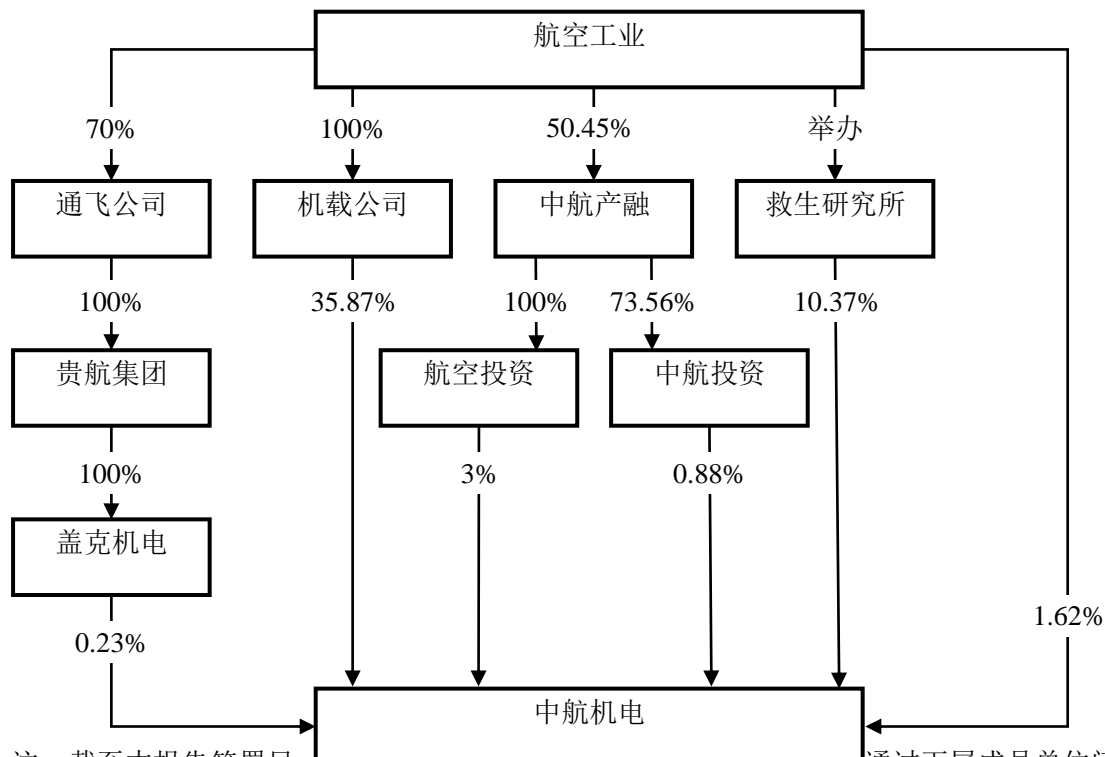 航空工业
70%
100%
50.45%
举办
通飞公司
机载公司
中航产融
救生研究所
100%
35.87%
100%
73.56%
10.37%
贵航集团
航空投资
中航投资
100%
3%
0.88%
盖克机电
0.23%
1.62%
中航机电